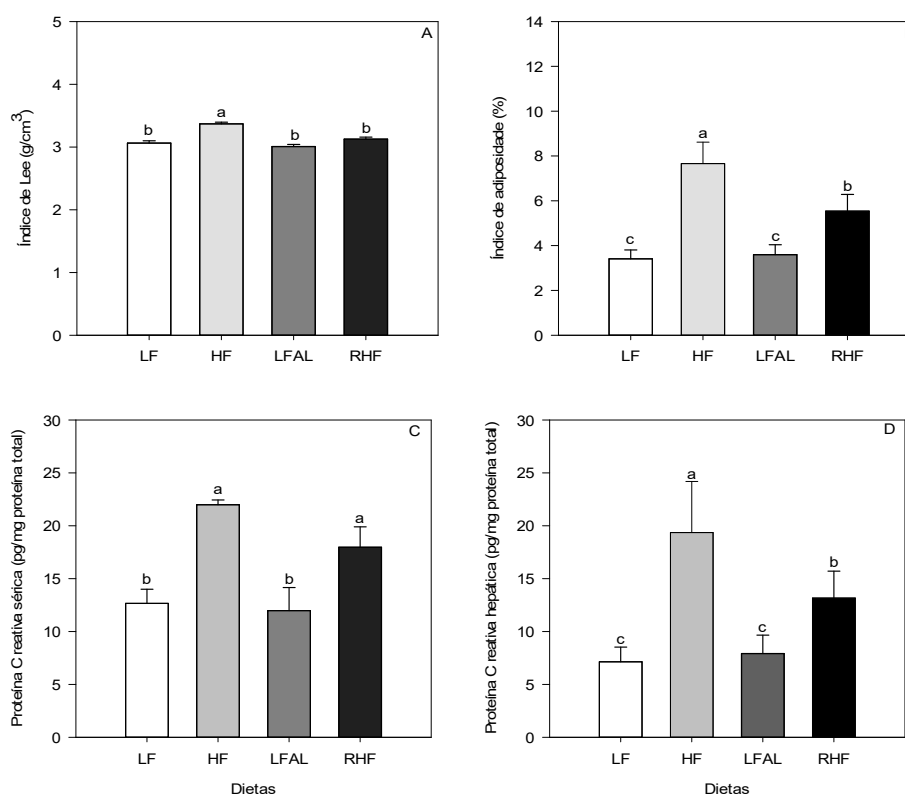 A
Índice de Lee (g/cm³)
5
4
3
2
1
0
b
a
b
b
LF
HF
LFAL
RHF
Índice de adiposidade (%)
14
12
10
8
6
4
2
0
c
a
c
b
LF
HF
LFAL
RHF
C
Proteína C reativa sérica (pg/mg proteína total)
30
25
20
15
10
5
0
b
a
b
a
LF
HF
LFAL
RHF
Dietas
D
Proteína C reativa hepática (pg/mg proteína total)
30
25
20
15
10
5
0
c
a
c
b
LF
HF
LFAL
RHF
Dietas